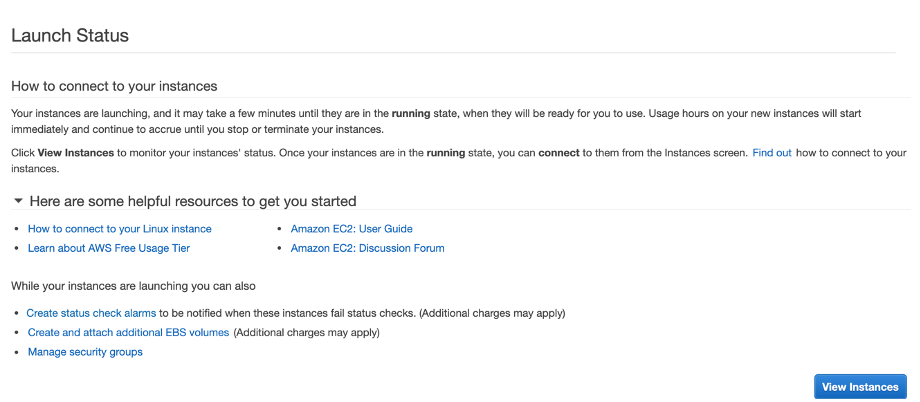 Launch Status
How to connect to your instances
Your instances are launching, and it may take a few minutes until they are in the running state, when they will be ready for you to use. Usage hours on your new instances will start
immediately and continue to accrue until you stop or terminate your instances.
Click View Instances to monitor your instances' status. Once your instances are in the running state, you can connect to them from the Instances screen. Find out how to connect to your
instances.
Here are some helpful resources to get you started
How to connect to your Linux instance
Learn about AWS Free Usage Tier
Amazon EC2: User Guide
Amazon EC2: Discussion Forum
While your instances are launching you can also
Create status check alarms to be notified when these instances fail status checks. (Additional charges may apply)
Create and attach additional EBS volumes (Additional charges may apply)
Manage security groups
View Instances